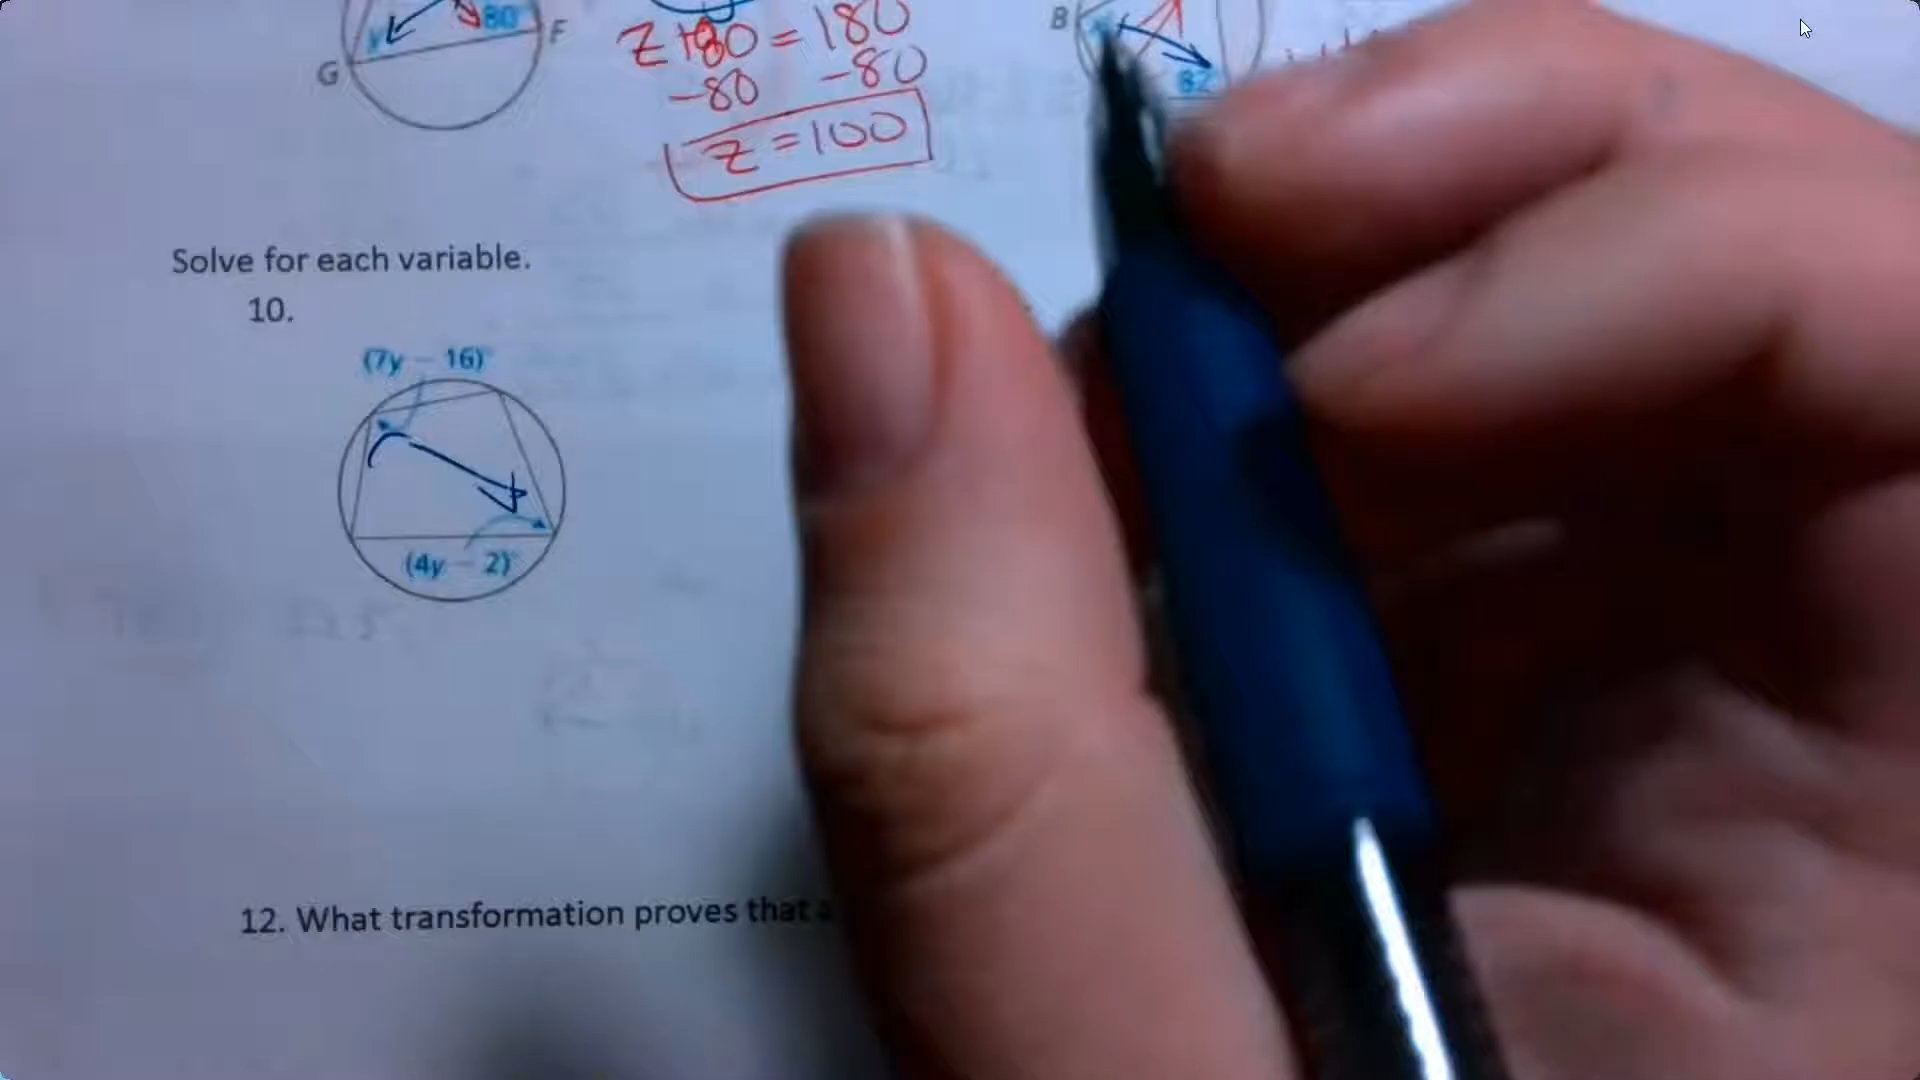 y
80
F
G
z+80 = 180
-80 -80
z = 100
B
82
Solve for each variable.
10.
(7y - 16)°
(4y - 2)°
12. What transformation proves that